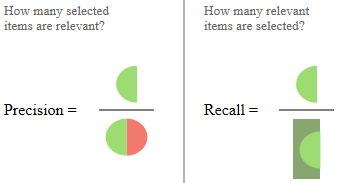 How many selected
items are relevant?
Precision =
How many relevant
items are selected?
Recall =